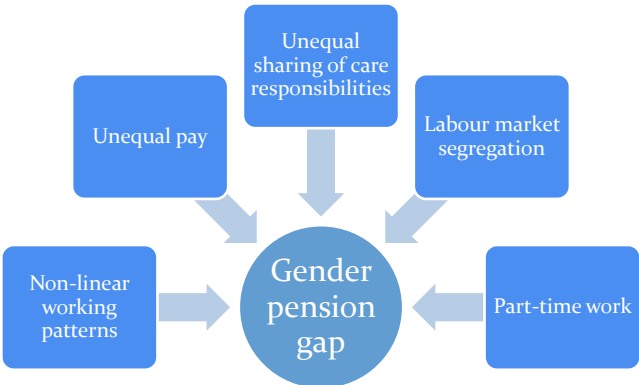 Unequal
sharing of care
responsibilities
Unequal pay
Labour market
segregation
Non-linear
working
patterns
Gender
pension
gap
Part-time work